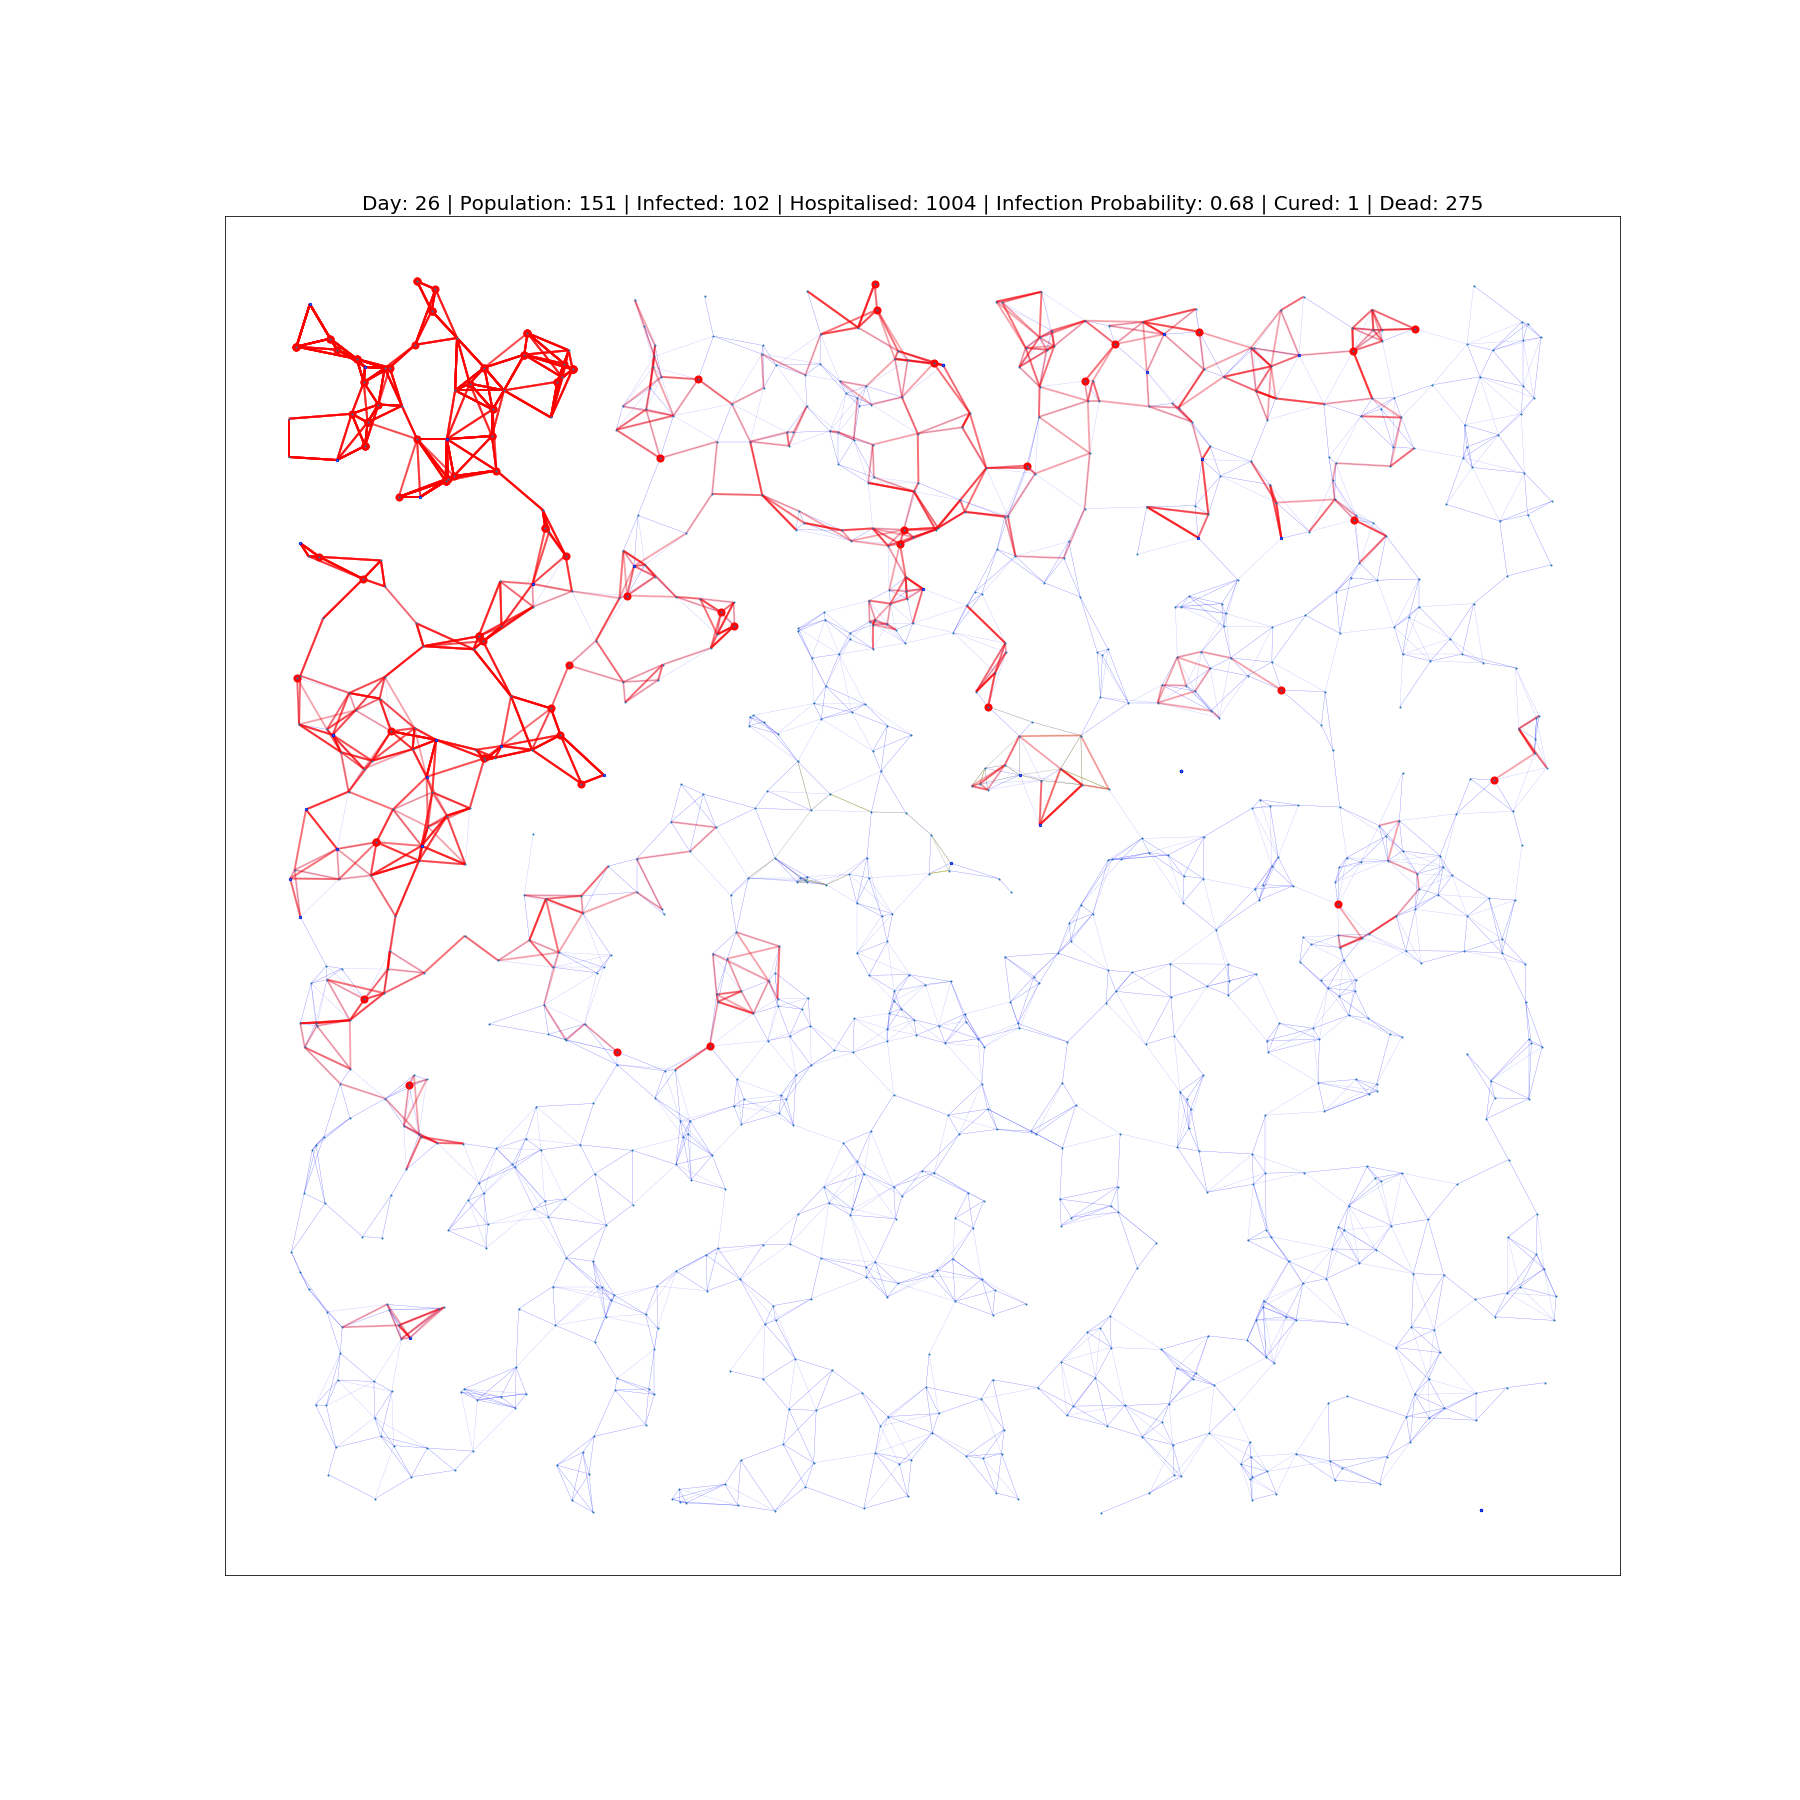 Day: 26 | Population: 151 | Infected: 102 | Hospitalised: 1004 | Infection Probability: 0.68 | Cured: 1 | Dead: 275